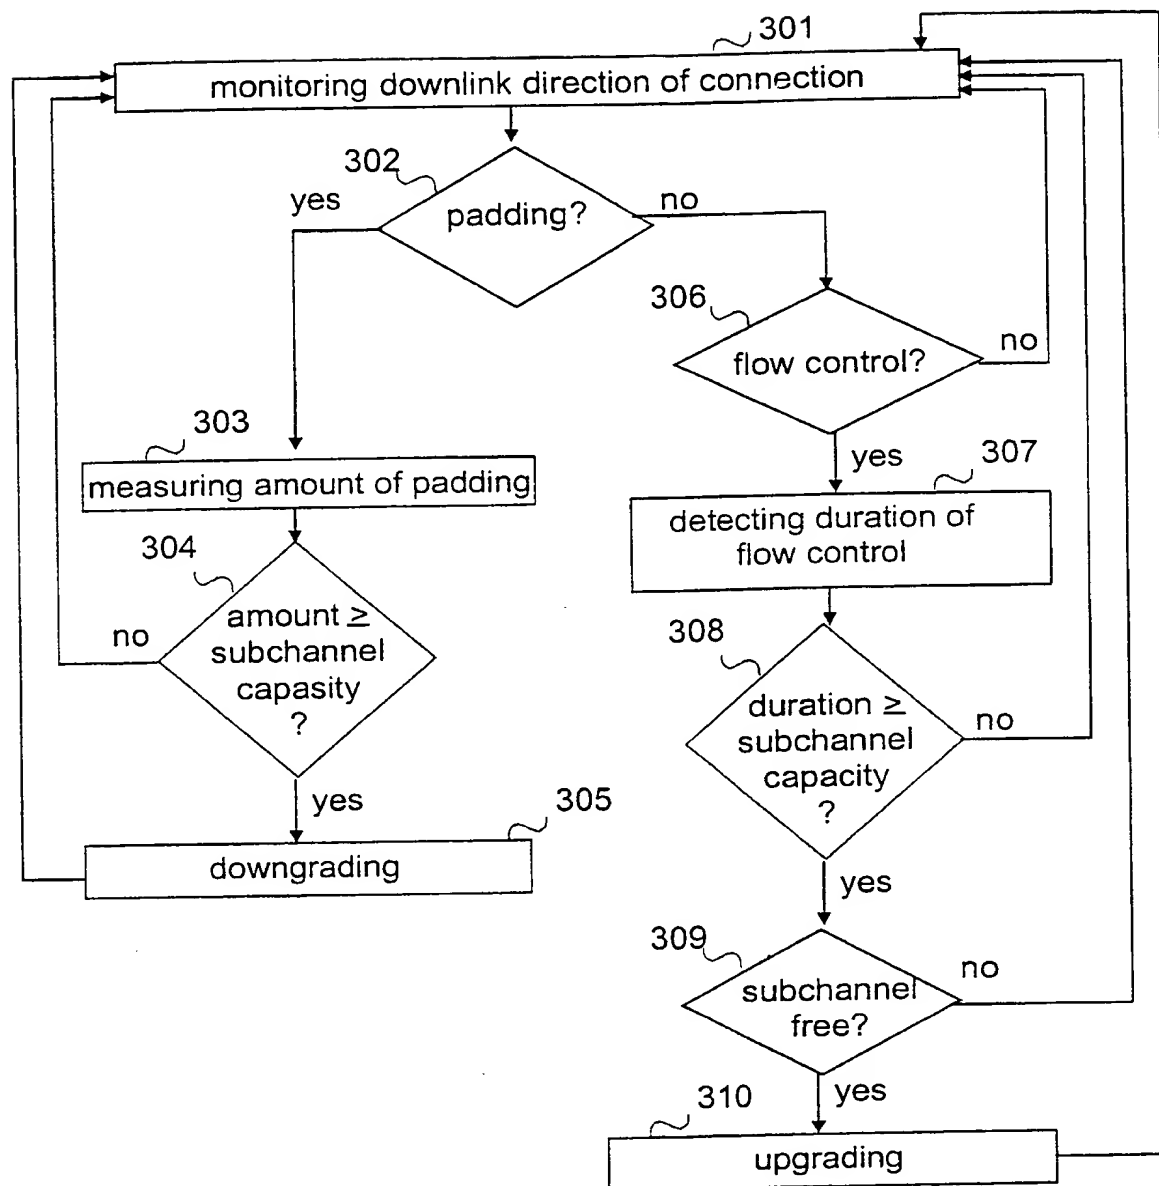 301
monitoring downlink direction of connection
302
yes
padding?
no
306
flow control?
no
303
measuring amount of padding
yes
307
detecting duration of
flow control
304
amount ≥
subchannel
capasity
?
no
yes
308
duration ≥
subchannel
capacity
?
no
305
downgrading
yes
309
subchannel
free?
no
yes
310
upgrading